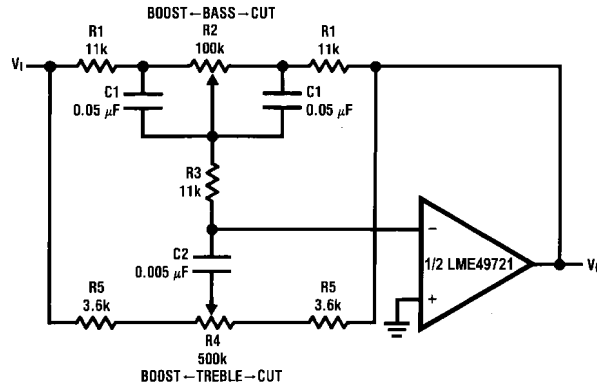 BOOST←BASS→CUT
R1
11k
R2
100k
R1
11k
VI
C1
0.05 µF
C1
0.05 µF
R3
11k
C2
0.005 µF
−
1/2 LME49721
+
R5
3.6k
R5
3.6k
R4
500k
BOOST←TREBLE→CUT